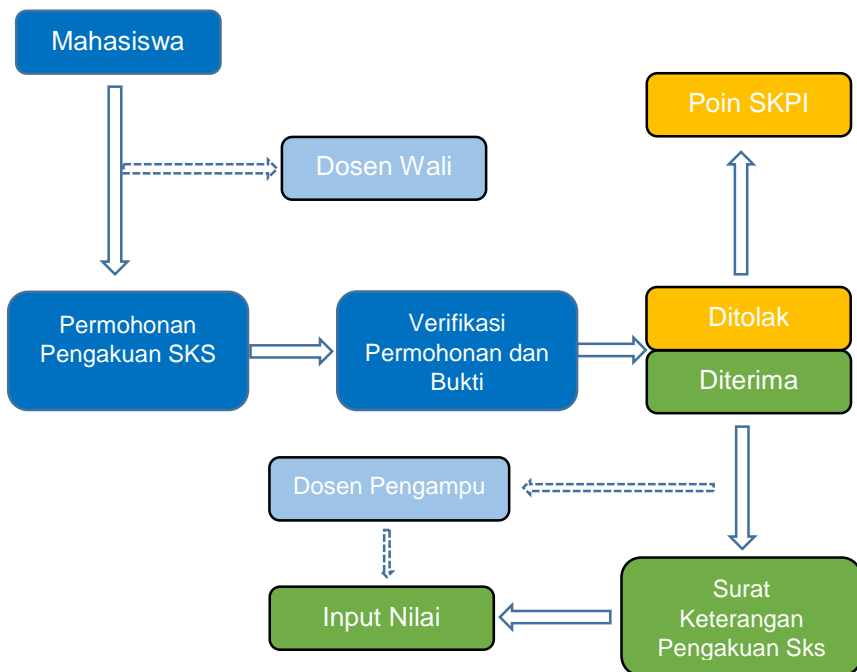 Mahasiswa
Poin SKPI
Dosen Wali
Permohonan
Pengakuan SKS
Verifikasi
Permohonan dan
Bukti
Ditolak
Diterima
Dosen Pengampu
Input Nilai
Surat
Keterangan
Pengakuan Sks